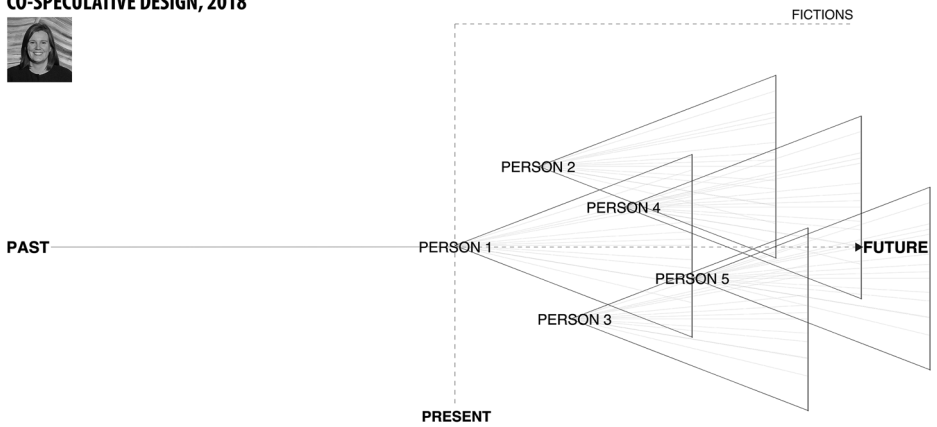 CO-SPECULATIVE DESIGN, 2018
FICTIONS
PERSON 2
PERSON 4
PAST
PERSON 1
FUTURE
PERSON 5
PERSON 3
PRESENT